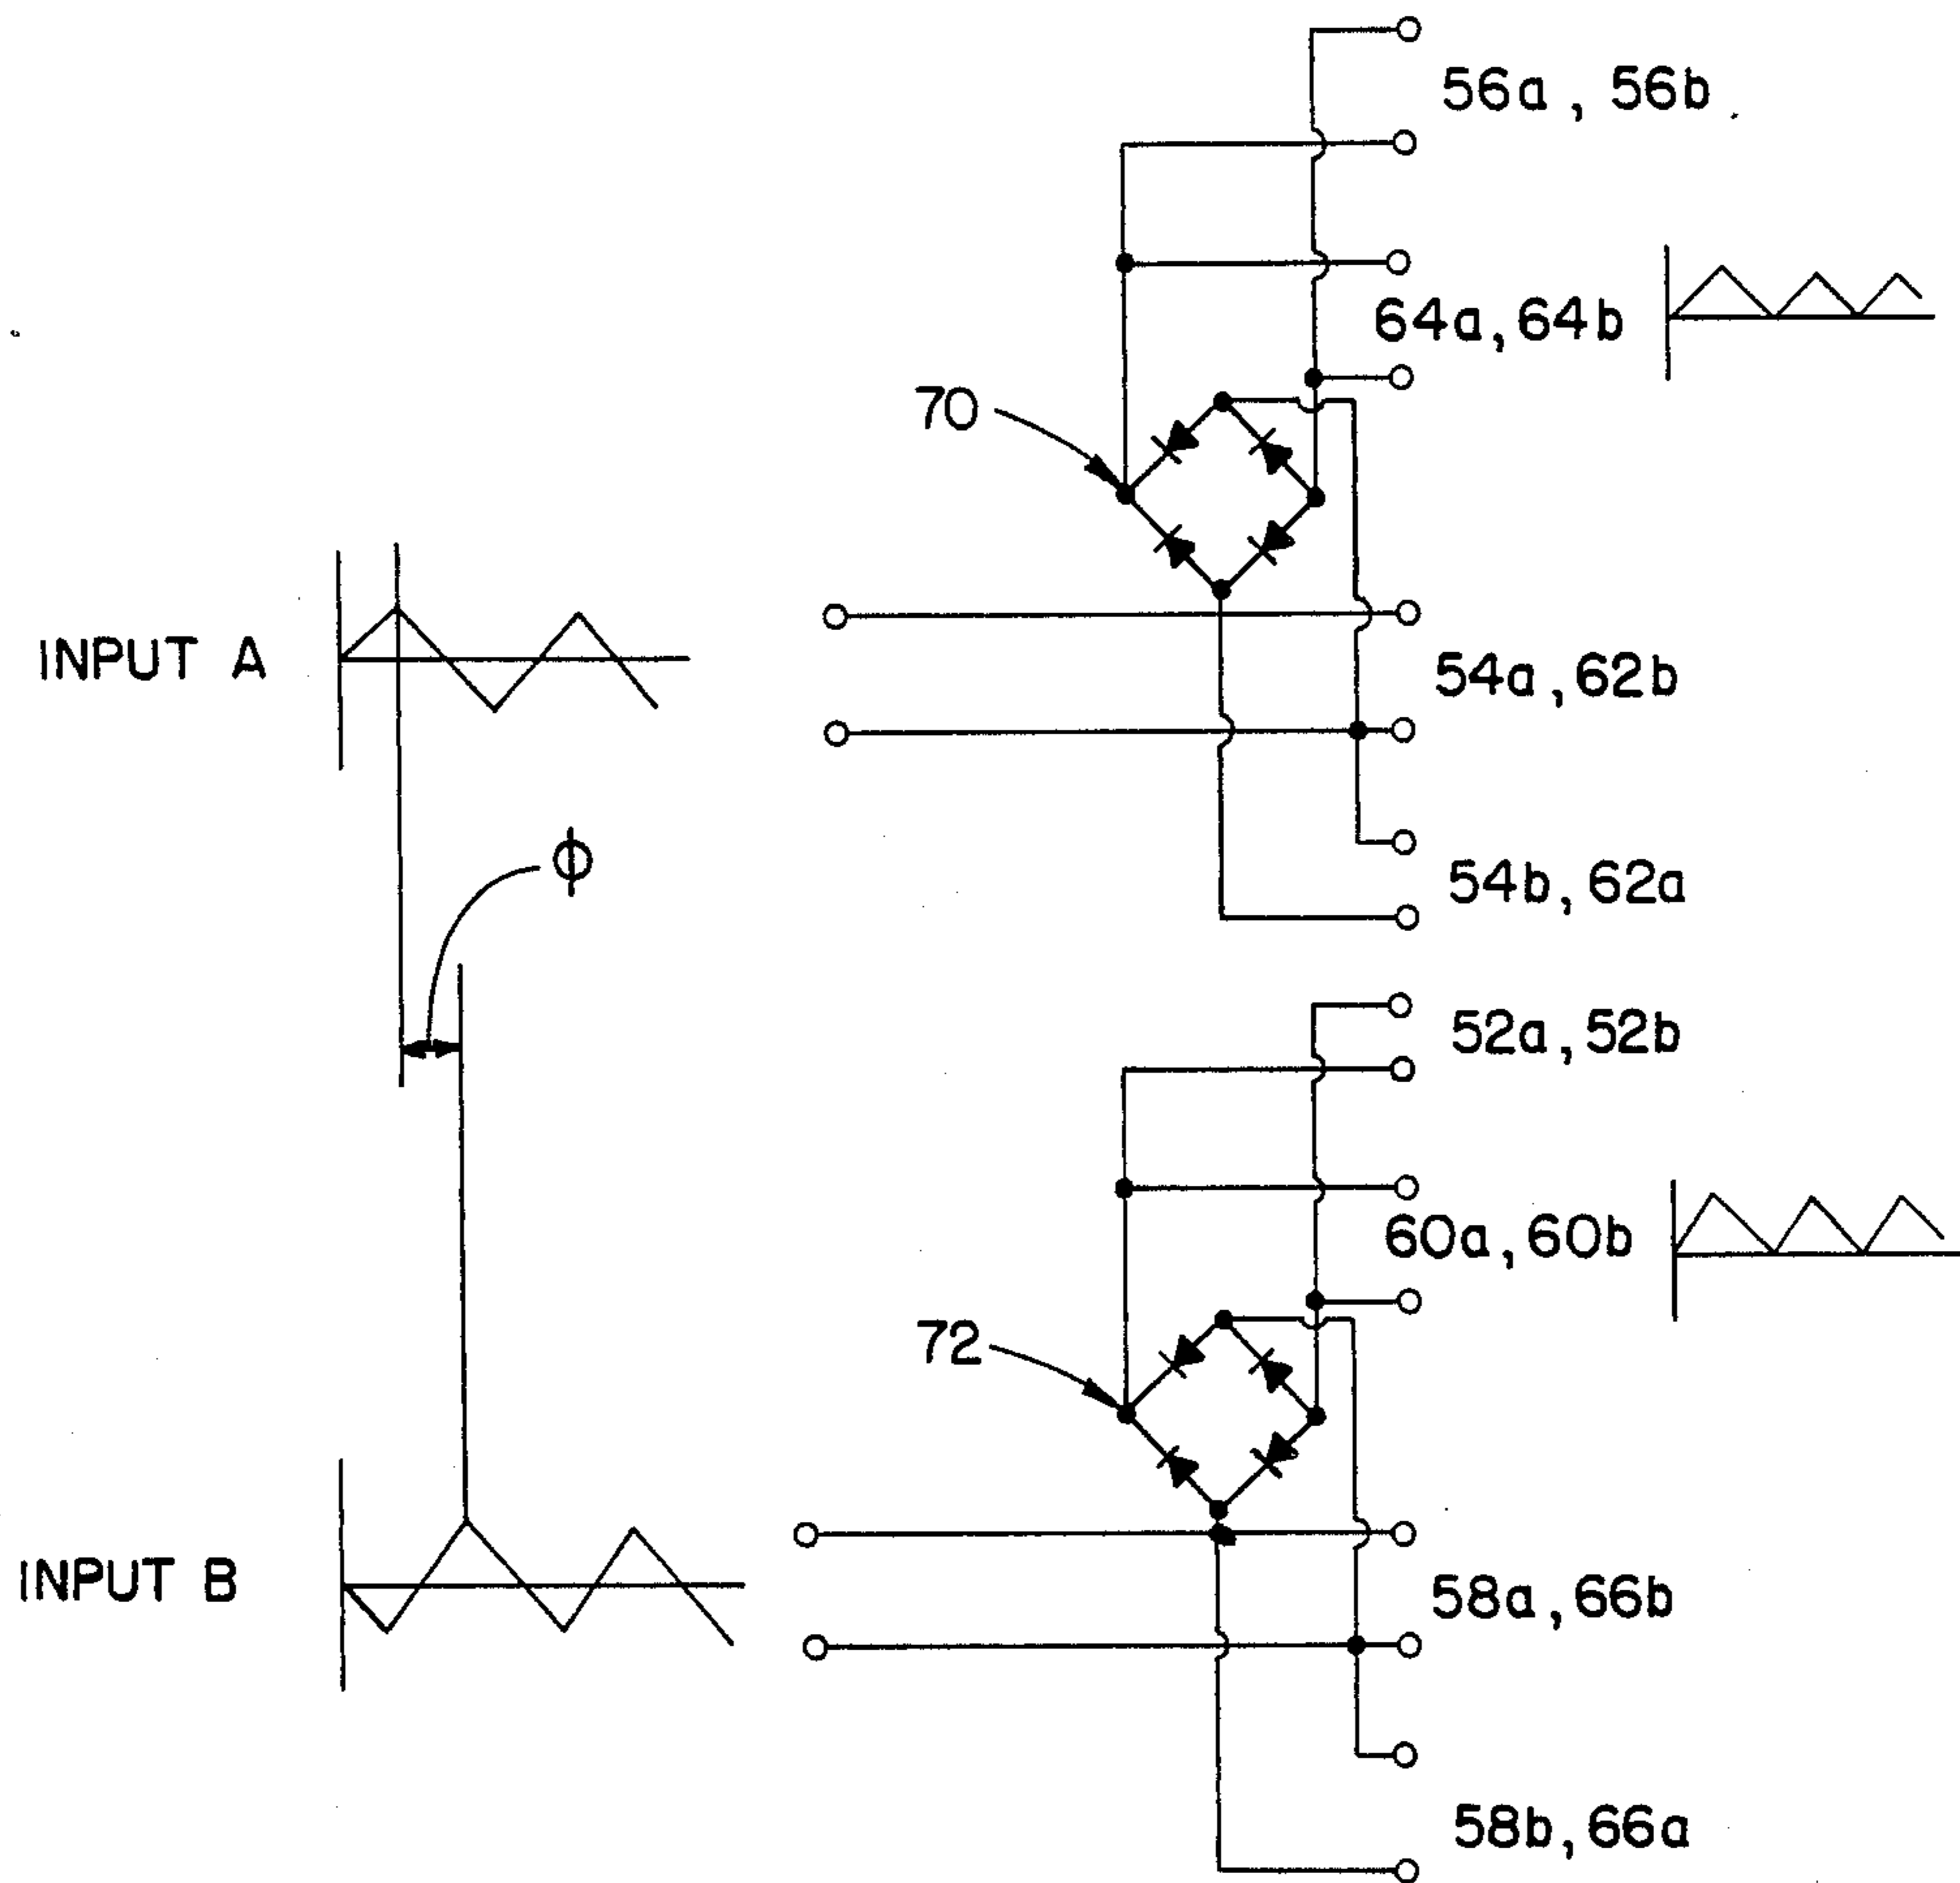 56a, 56b
64a, 64b
70
INPUT A
54a, 62b
ϕ
54b, 62a
52a, 52b
60a, 60b
72
INPUT B
58a, 66b
58b, 66a